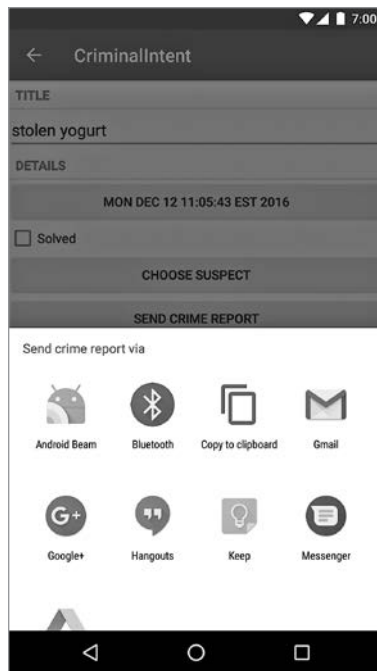 7:00
CriminalIntent
TITLE
stolen yogurt
DETAILS
MON DEC 12 11:05:43 EST 2016
Solved
CHOOSE SUSPECT
SEND CRIME REPORT
Send crime report via
Android Beam Bluetooth Copy to clipboard Gmail
G+
Google+ Hangouts Keep Messenger